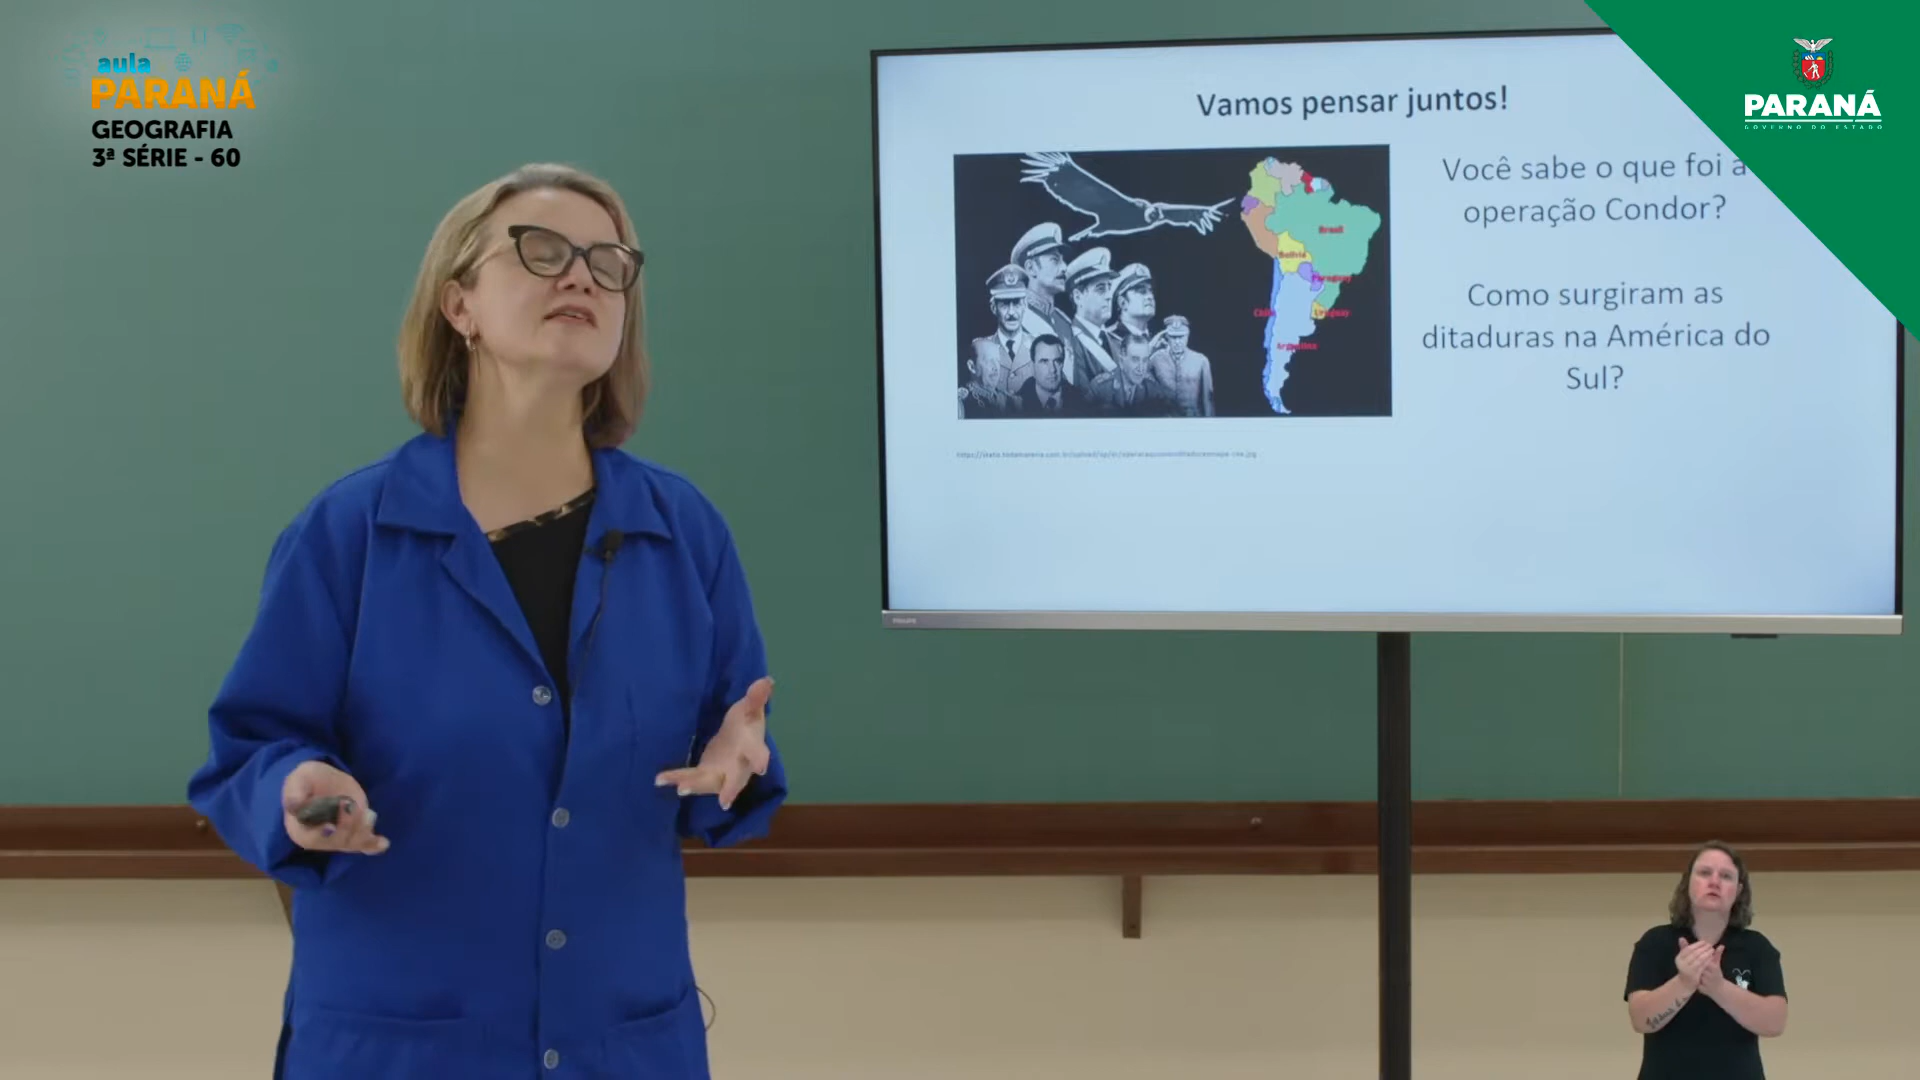 aula
PARANÁ
GEOGRAFIA
3ª SÉRIE - 60
PARANÁ
GOVERNO DO ESTADO
Vamos pensar juntos!
Você sabe o que foi a
operação Condor?
Como surgiram as
ditaduras na América do
Sul?
Brasil
Bolívia
Paraguay
Chile
Uruguay
Argentina
PHILIPS